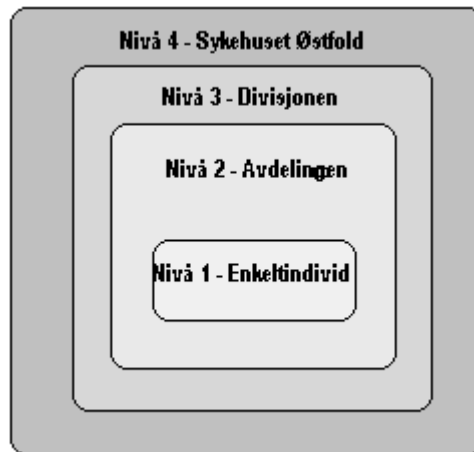 Nivå 4 - Sykehuset Østfold
Nivå 3 - Divisjonen
Nivå 2 - Avdelingen
Nivå 1 - Enkeltindivid